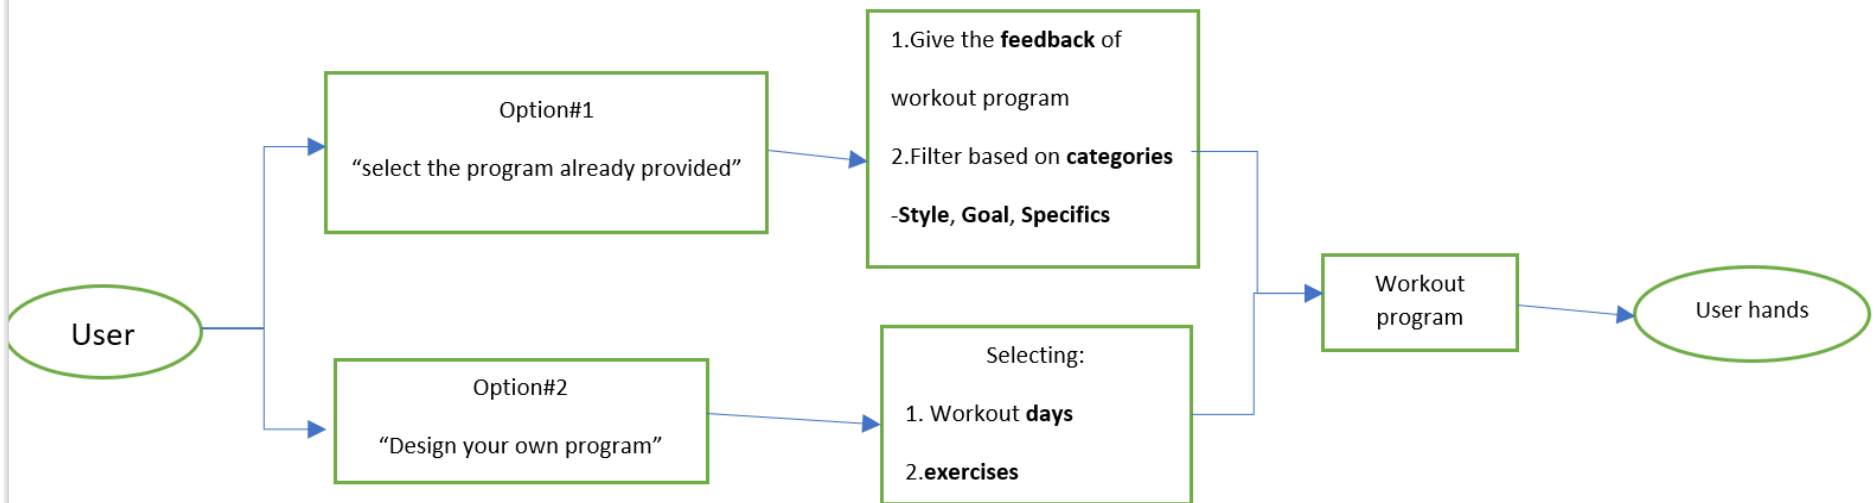 User
Option#1
“select the program already provided”
1.Give the feedback of
workout program
2.Filter based on categories
-Style, Goal, Specifics
Option#2
“Design your own program”
Selecting:
1. Workout days
2.exercises
Workout
program
User hands